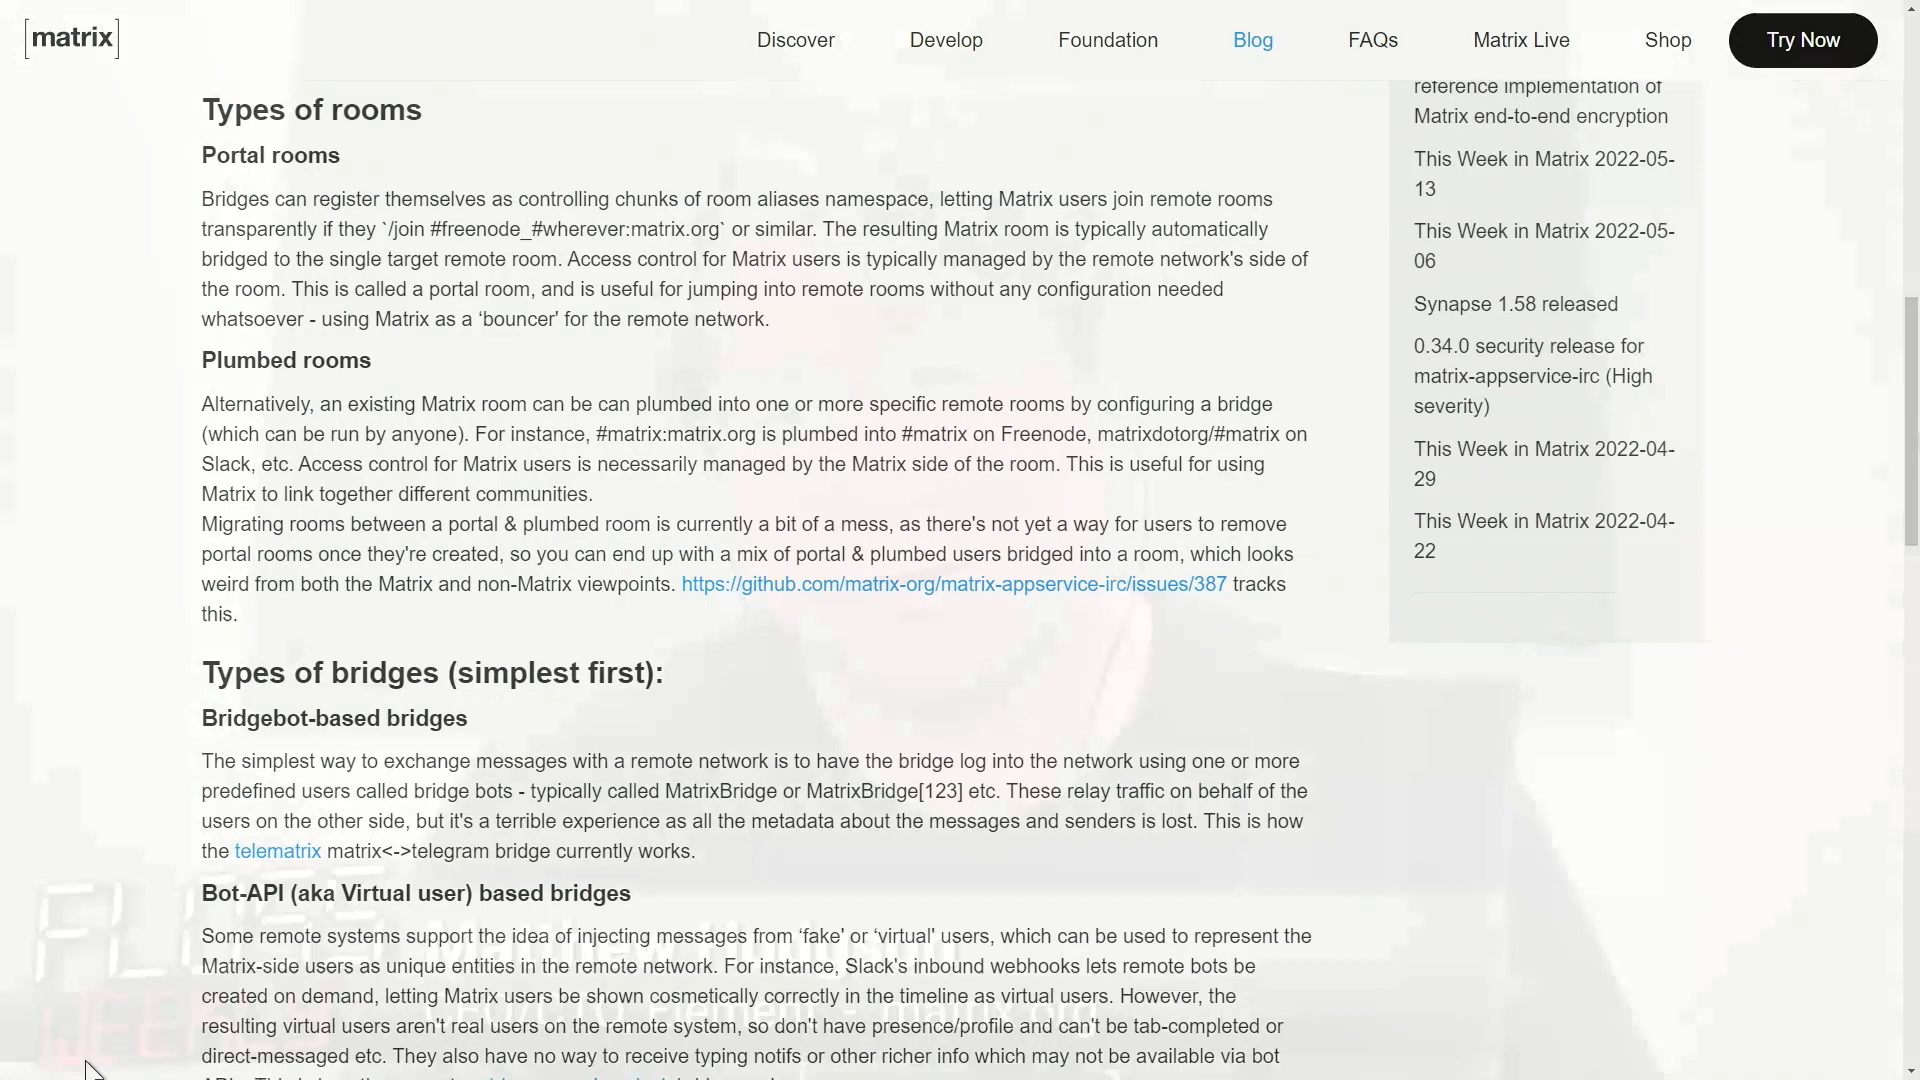 [matrix]
Discover Develop Foundation Blog FAQs Matrix Live Shop Try Now
Types of rooms
Portal rooms
Bridges can register themselves as controlling chunks of room aliases namespace, letting Matrix users join remote rooms
transparently if they `/join #freenode_#wherever:matrix.org` or similar. The resulting Matrix room is typically automatically
bridged to the single target remote room. Access control for Matrix users is typically managed by the remote network's side of
the room. This is called a portal room, and is useful for jumping into remote rooms without any configuration needed
whatsoever - using Matrix as a ‘bouncer' for the remote network.
Plumbed rooms
Alternatively, an existing Matrix room can be can plumbed into one or more specific remote rooms by configuring a bridge
(which can be run by anyone). For instance, #matrix:matrix.org is plumbed into #matrix on Freenode, matrixdotorg/#matrix on
Slack, etc. Access control for Matrix users is necessarily managed by the Matrix side of the room. This is useful for using
Matrix to link together different communities.
Migrating rooms between a portal & plumbed room is currently a bit of a mess, as there's not yet a way for users to remove
portal rooms once they're created, so you can end up with a mix of portal & plumbed users bridged into a room, which looks
weird from both the Matrix and non-Matrix viewpoints. https://github.com/matrix-org/matrix-appservice-irc/issues/387 tracks
this.
Types of bridges (simplest first):
Bridgebot-based bridges
The simplest way to exchange messages with a remote network is to have the bridge log into the network using one or more
predefined users called bridge bots - typically called MatrixBridge or MatrixBridge[123] etc. These relay traffic on behalf of the
users on the other side, but it's a terrible experience as all the metadata about the messages and senders is lost. This is how
the telematrix matrix<->telegram bridge currently works.
Bot-API (aka Virtual user) based bridges
Some remote systems support the idea of injecting messages from ‘fake' or ‘virtual' users, which can be used to represent the
Matrix-side users as unique entities in the remote network. For instance, Slack's inbound webhooks lets remote bots be
created on demand, letting Matrix users be shown cosmetically correctly in the timeline as virtual users. However, the
resulting virtual users aren't real users on the remote system, so don't have presence/profile and can't be tab-completed or
direct-messaged etc. They also have no way to receive typing notifs or other richer info which may not be available via bot
reference implementation of
Matrix end-to-end encryption
This Week in Matrix 2022-05-
13
This Week in Matrix 2022-05-
06
Synapse 1.58 released
0.34.0 security release for
matrix-appservice-irc (High
severity)
This Week in Matrix 2022-04-
29
This Week in Matrix 2022-04-
22
Matthew Hodgson
CEO/CTO Element - matrix.org